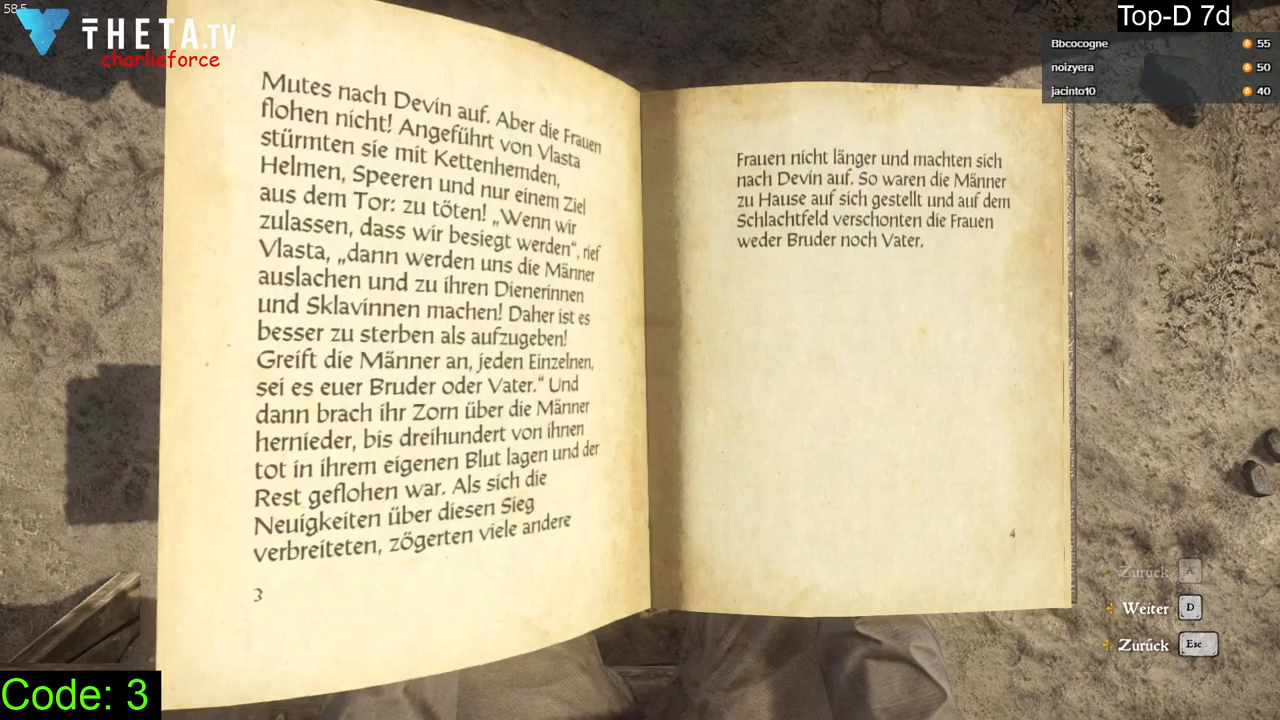 58.5
THETA.TV
charlieforce
Top-D 7d
Bbcocogne 55
noizyera 50
jacinto10 40
Mutes nach Devín auf. Aber die Frauen
flohen nicht! Angeführt von Vlasta
stürmten sie mit Kettenhemden,
Helmen, Speeren und nur einem Ziel
aus dem Tor: zu töten! „Wenn wir
zulassen, dass wir besiegt werden“, rief
Vlasta, „dann werden uns die Männer
auslachen und zu ihren Dienerinnen
und Sklavinnen machen! Daher ist es
besser zu sterben als aufzugeben!
Greift die Männer an, jeden Einzelnen,
sei es euer Bruder oder Vater.“ Und
dann brach ihr Zorn über die Männer
hernieder, bis dreihundert von ihnen
tot in ihrem eigenen Blut lagen und der
Rest geflohen war. Als sich die
Neuigkeiten über diesen Sieg
verbreiteten, zögerten viele andere
3
Frauen nicht länger und machten sich
nach Devín auf. So waren die Männer
zu Hause auf sich gestellt und auf dem
Schlachtfeld verschonten die Frauen
weder Bruder noch Vater.
4
Zurück A
Weiter D
Zurück Esc
Code: 3